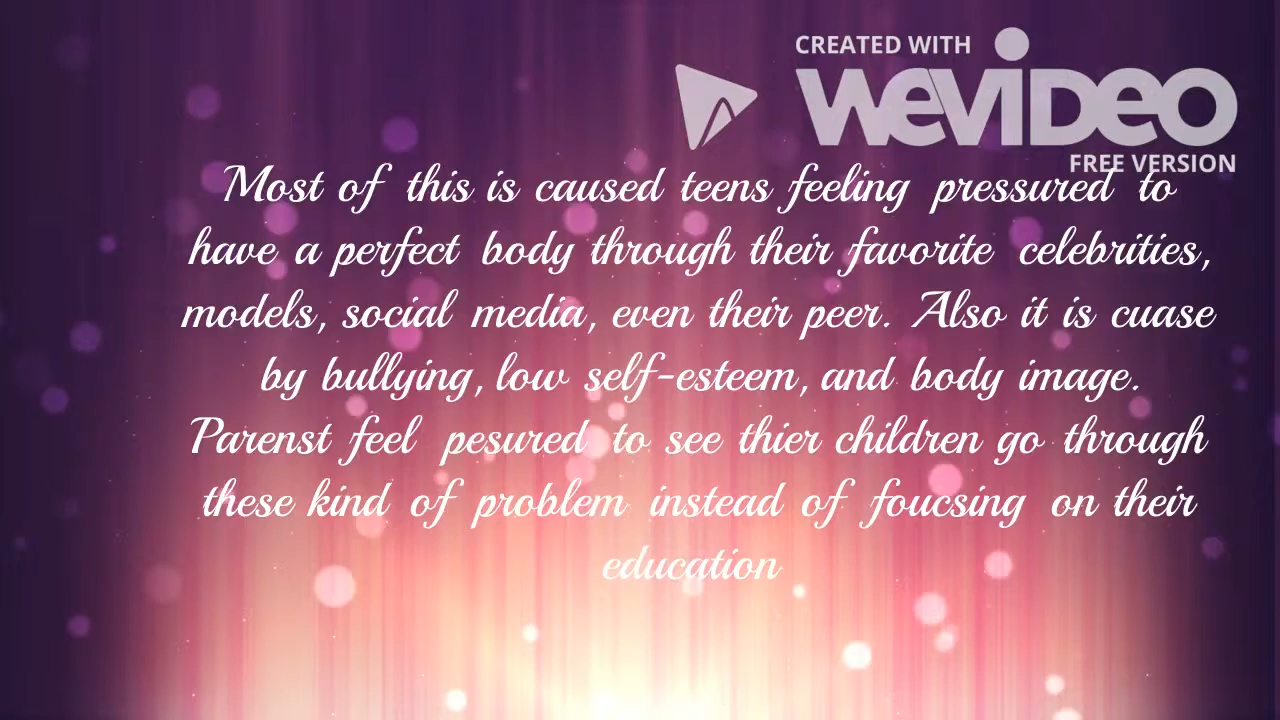 CREATED WITH
WEVIDEO
FREE VERSION
Most of this is caused teens feeling pressured to
have a perfect body through their favorite celebrities,
models, social media, even their peer. Also it is cuase
by bullying, low self-esteem, and body image.
Parenst feel pesured to see thier children go through
these kind of problem instead of foucsing on their
education